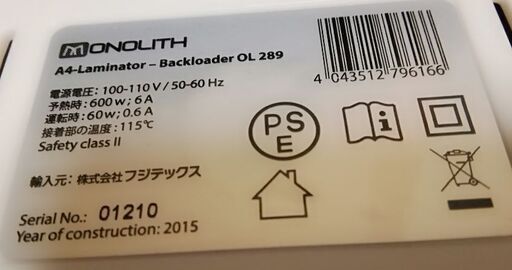 MONOLITH
A4-Laminator – Backloader OL 289
4 043512 796166
電源電圧: 100-110 V / 50-60 Hz
予熱時: 600 w; 6 A
運転時: 60 w; 0.6 A
接着部の温度: 115℃
Safety class II
PSE
輸入元: 株式会社フジテックス
Serial No.: 01210
Year of construction: 2015